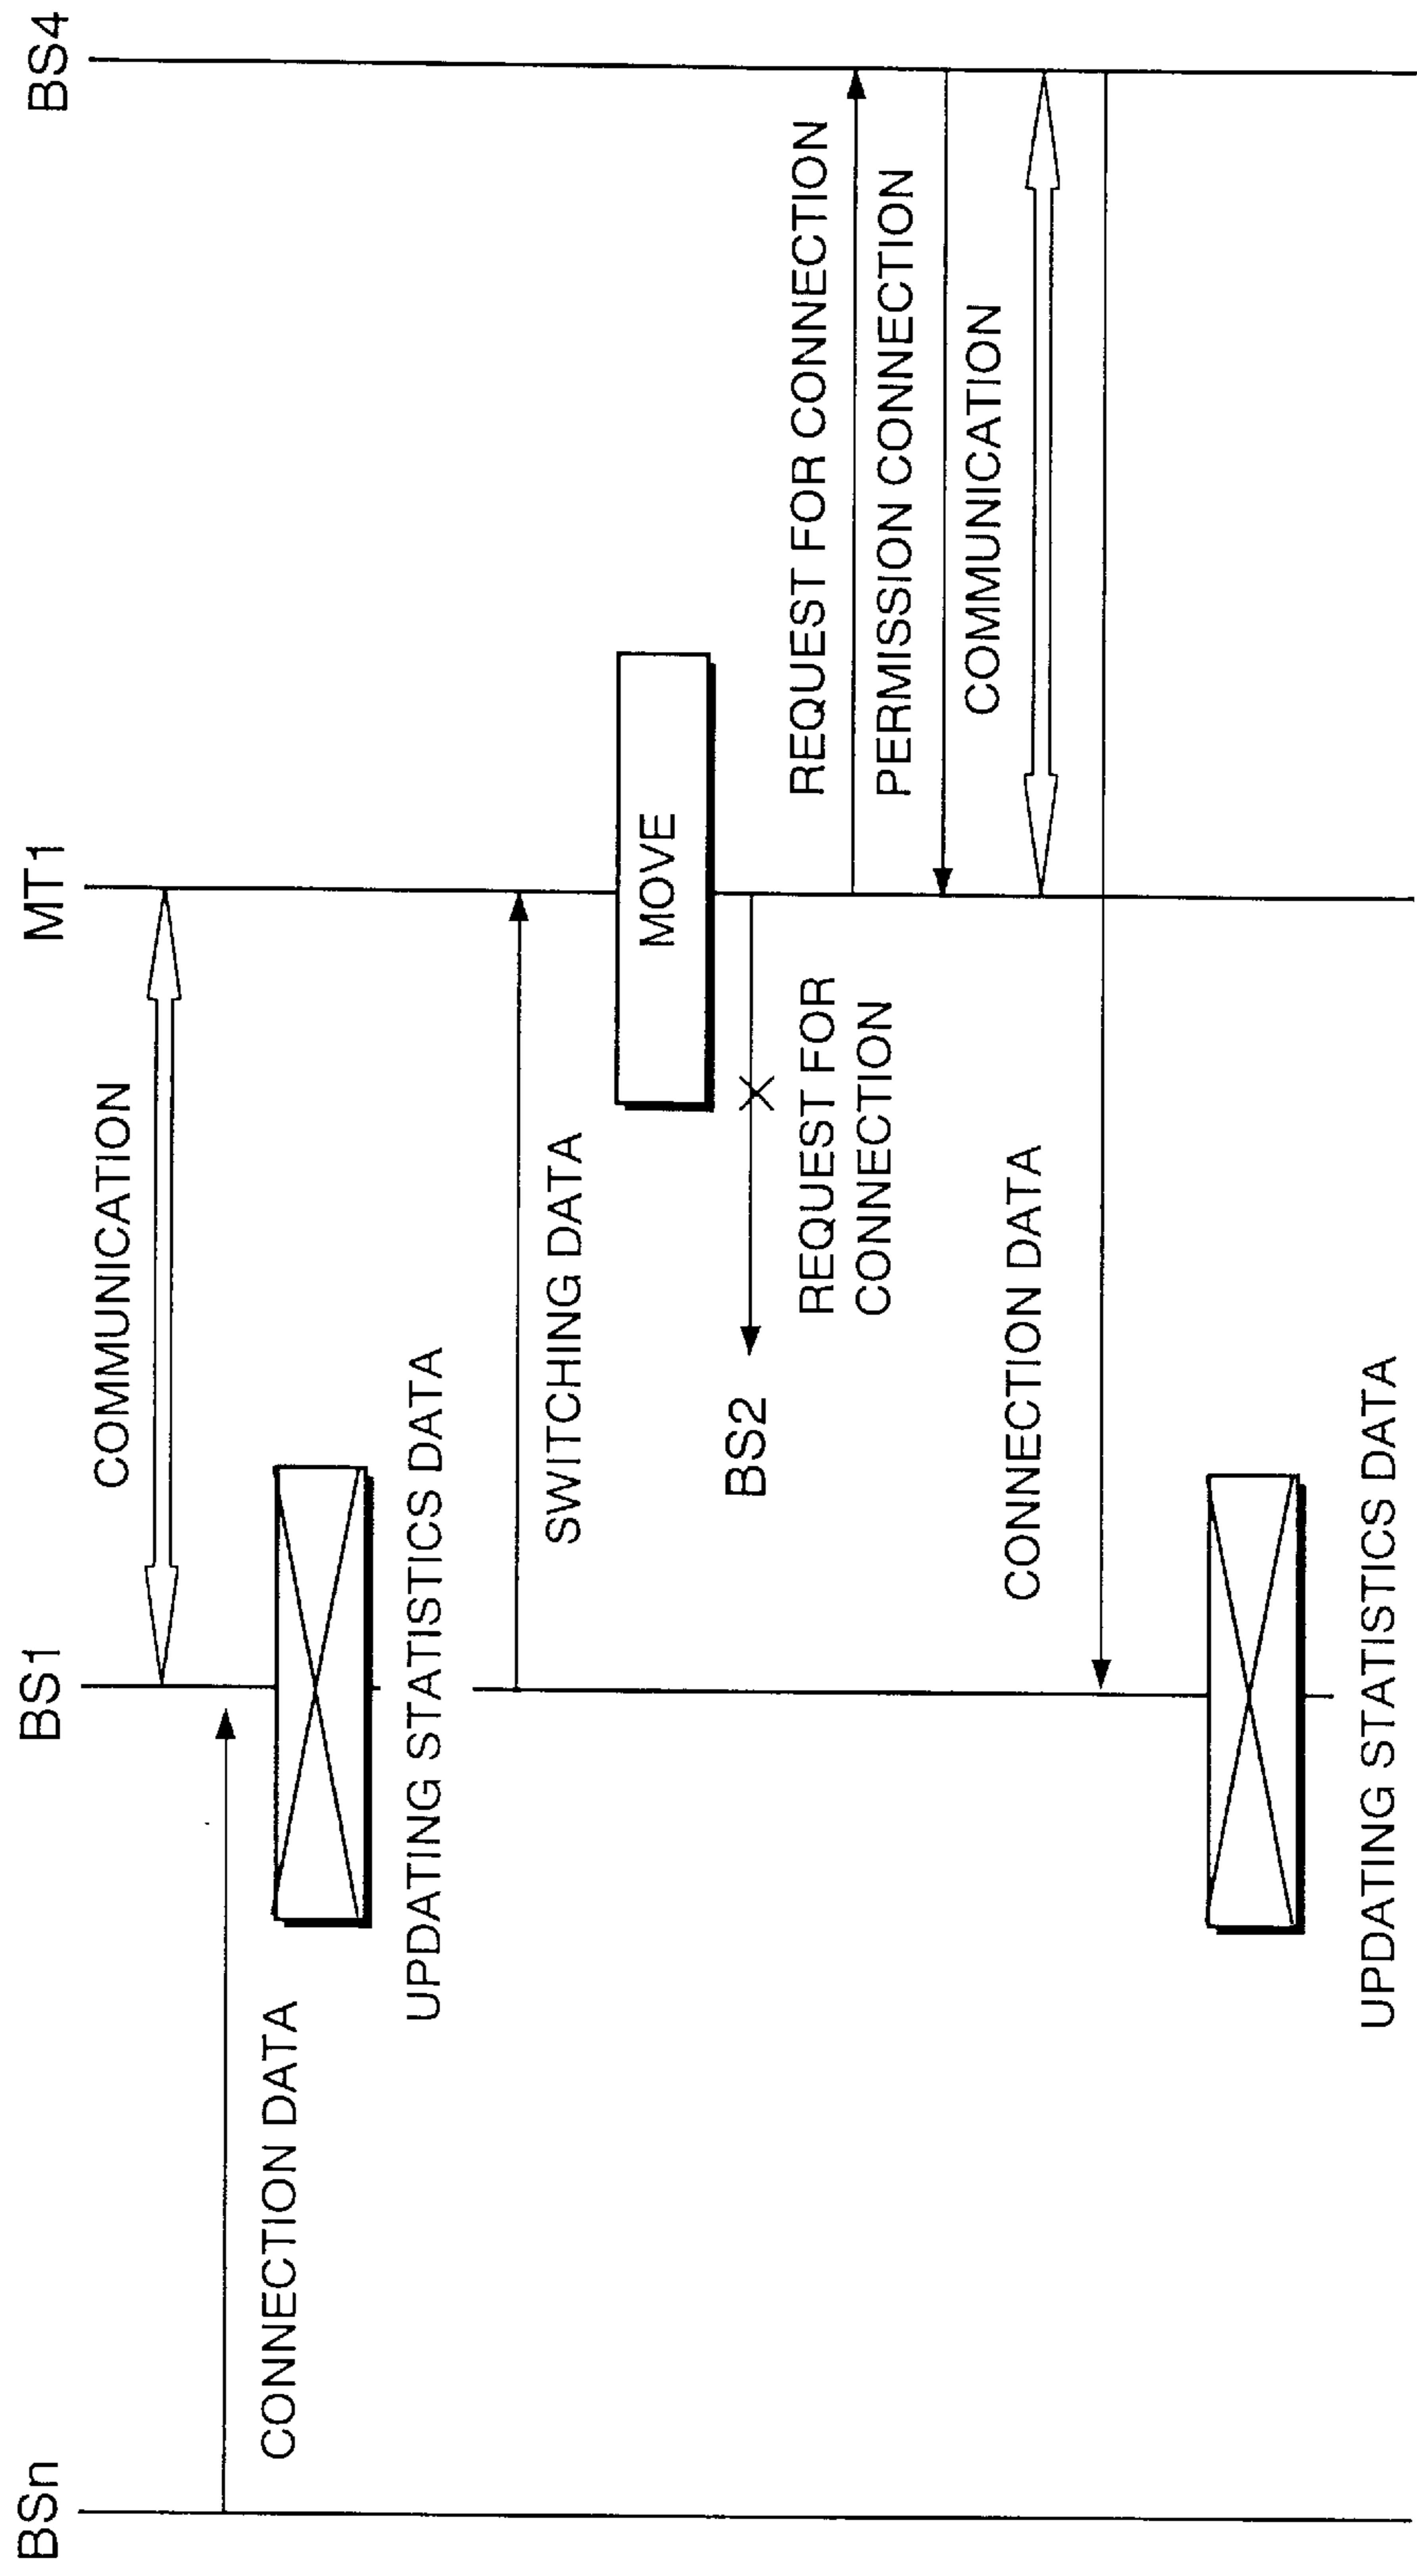 BSn
BS1
MT1
BS4
COMMUNICATION
CONNECTION DATA
UPDATING STATISTICS DATA
SWITCHING DATA
MOVE
BS2
REQUEST FOR
CONNECTION
REQUEST FOR CONNECTION
PERMISSION CONNECTION
COMMUNICATION
CONNECTION DATA
UPDATING STATISTICS DATA